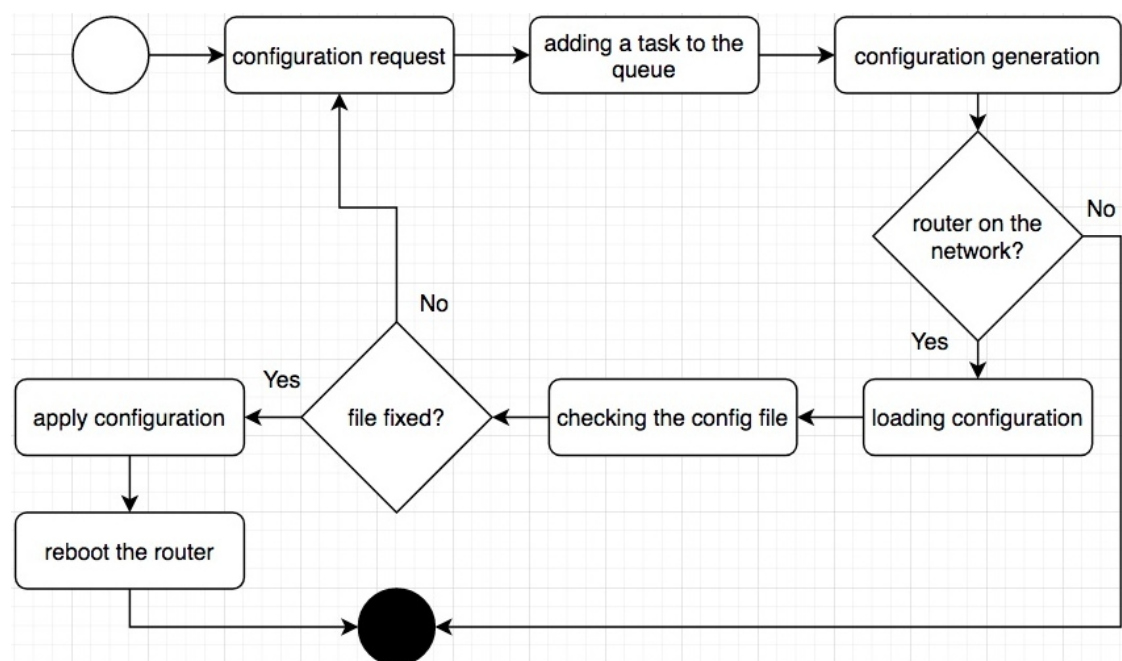 configuration request
adding a task to the
queue
configuration generation
router on the
network?
No
Yes
No
Yes
apply configuration
file fixed?
checking the config file
loading configuration
reboot the router